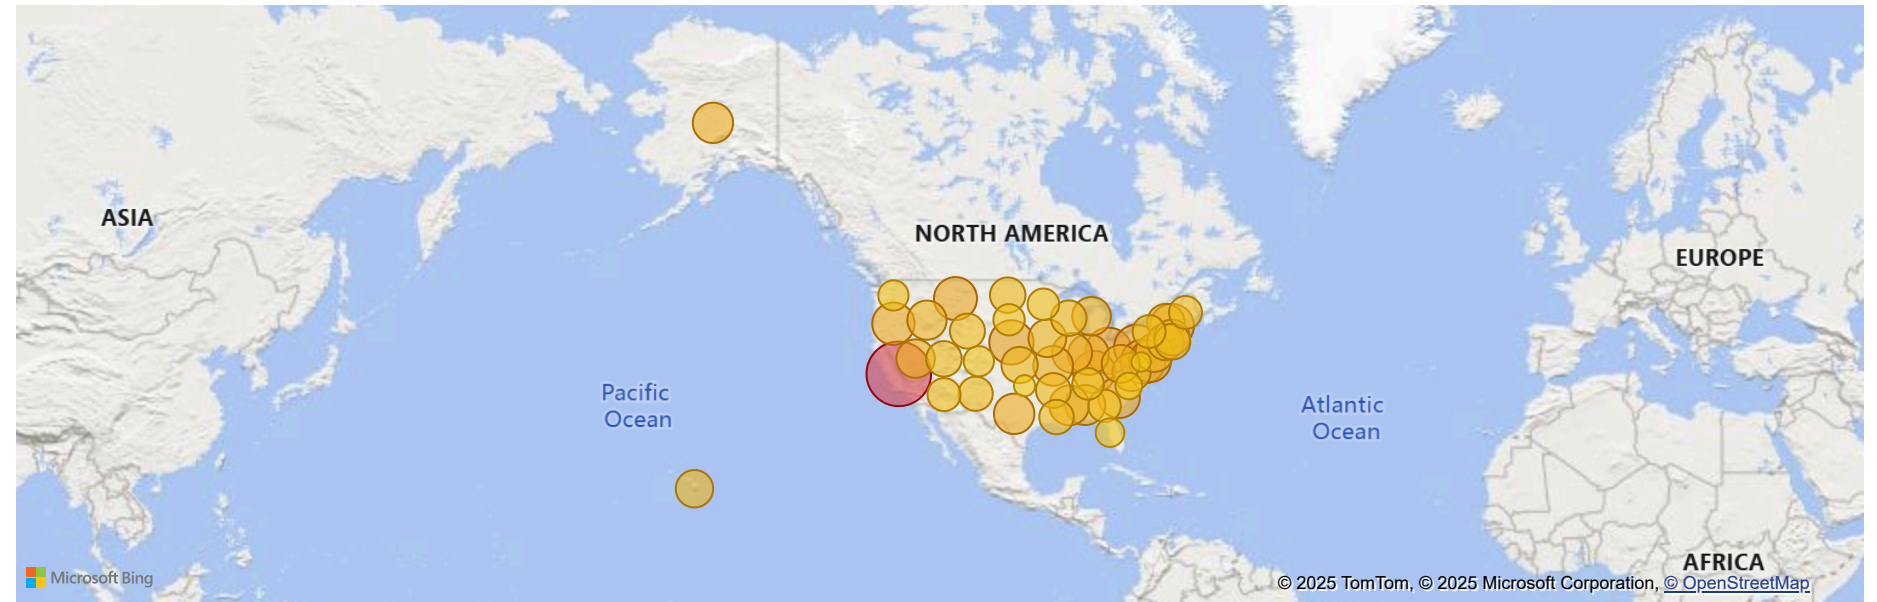 ASIA
NORTH AMERICA
EUROPE
Pacific
Ocean
Atlantic
Ocean
AFRICA
Microsoft Bing
© 2025 TomTom, © 2025 Microsoft Corporation, © OpenStreetMap